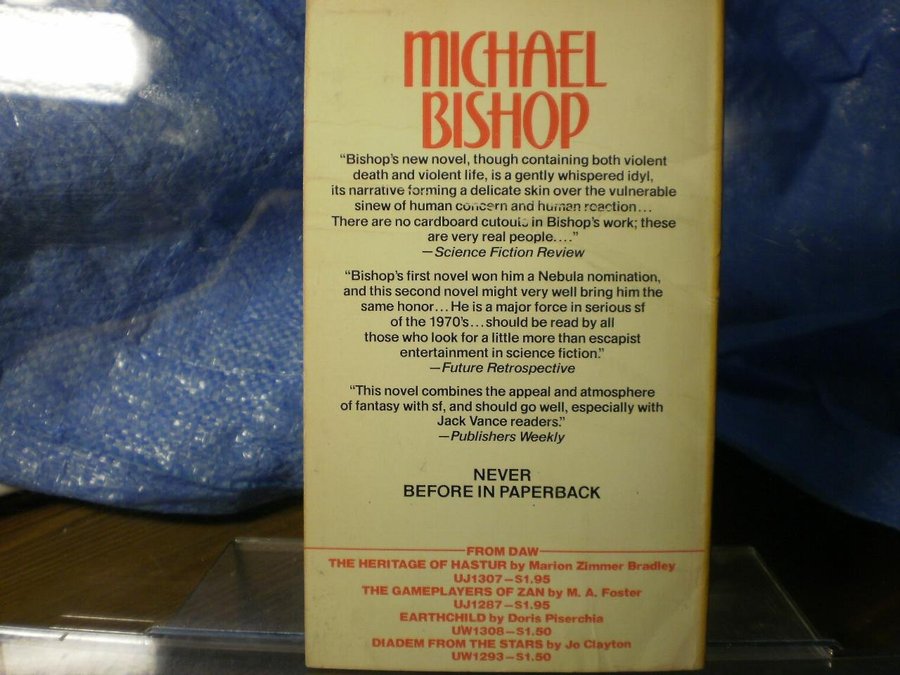 MICHAEL
BISHOP
“Bishop’s new novel, though containing both violent
death and violent life, is a gently whispered idyl,
its narrative forming a delicate skin over the vulnerable
sinew of human concern and human reaction...
There are no cardboard cutouts in Bishop’s work; these
are very real people....”
—Science Fiction Review
“Bishop’s first novel won him a Nebula nomination,
and this second novel might very well bring him the
same honor...He is a major force in serious sf
of the 1970’s...should be read by all
those who look for a little more than escapist
entertainment in science fiction.”
—Future Retrospective
“This novel combines the appeal and atmosphere
of fantasy with sf, and should go well, especially with
Jack Vance readers.”
—Publishers Weekly
NEVER
BEFORE IN PAPERBACK
FROM DAW
THE HERITAGE OF HASTUR by Marion Zimmer Bradley
UJ1307—$1.95
THE GAMEPLAYERS OF ZAN by M. A. Foster
UJ1287—$1.95
EARTHCHILD by Doris Piserchia
UW1308—$1.50
DIADEM FROM THE STARS by Jo Clayton
UW1293—$1.50